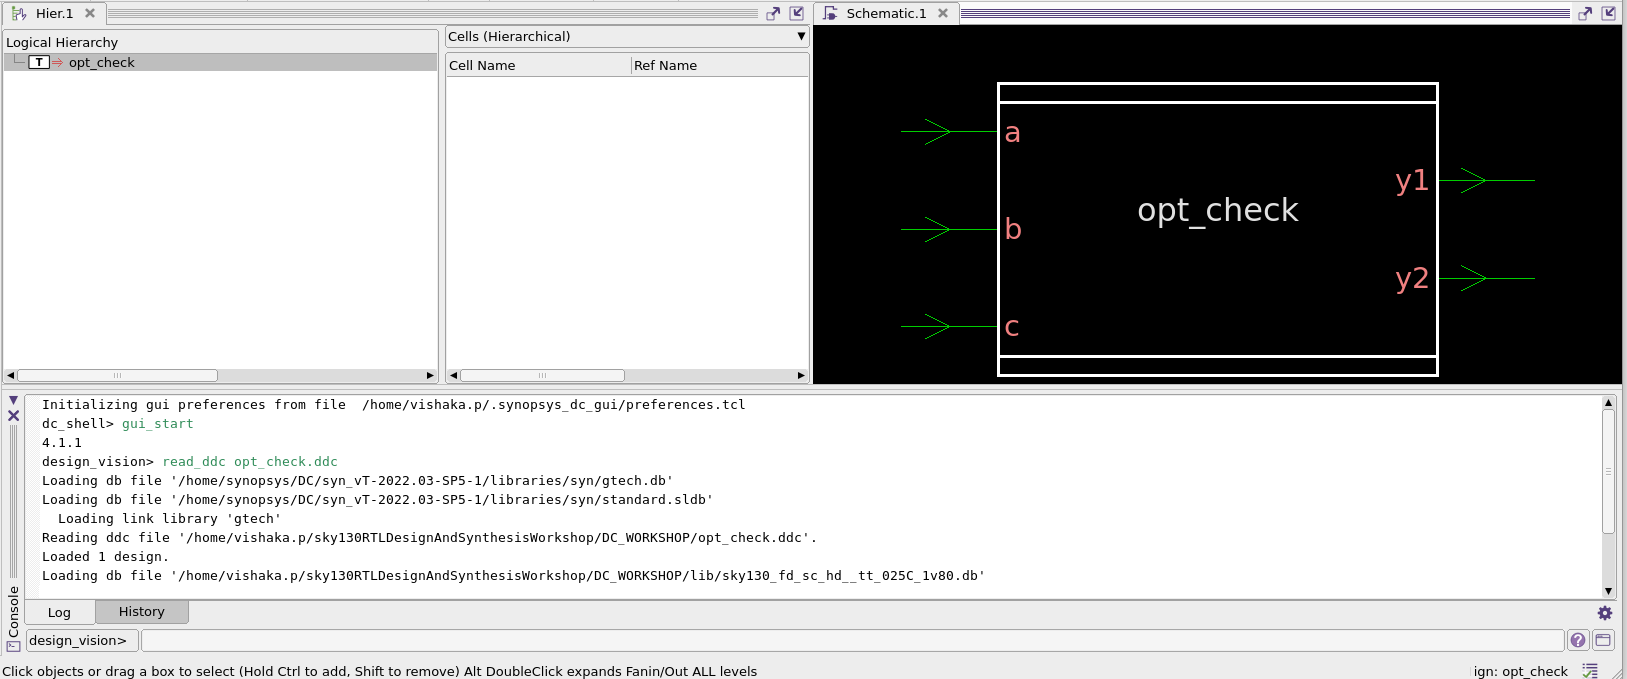 Hier.1
Schematic.1
Logical Hierarchy
T opt_check
Cells (Hierarchical)
Cell Name Ref Name
a
b
c
opt_check
y1
y2
Initializing gui preferences from file  /home/vishaka.p/.synopsys_dc_gui/preferences.tcl
dc_shell> gui_start
4.1.1
design_vision> read_ddc opt_check.ddc
Loading db file '/home/synopsys/DC/syn_vT-2022.03-SP5-1/libraries/syn/gtech.db'
Loading db file '/home/synopsys/DC/syn_vT-2022.03-SP5-1/libraries/syn/standard.sldb'
  Loading link library 'gtech'
Reading ddc file '/home/vishaka.p/sky130RTLDesignAndSynthesisWorkshop/DC_WORKSHOP/opt_check.ddc'.
Loaded 1 design.
Loading db file '/home/vishaka.p/sky130RTLDesignAndSynthesisWorkshop/DC_WORKSHOP/lib/sky130_fd_sc_hd__tt_025C_1v80.db'
Console
Log History
design_vision>
Click objects or drag a box to select (Hold Ctrl to add, Shift to remove) Alt DoubleClick expands Fanin/Out ALL levels
ign: opt_check